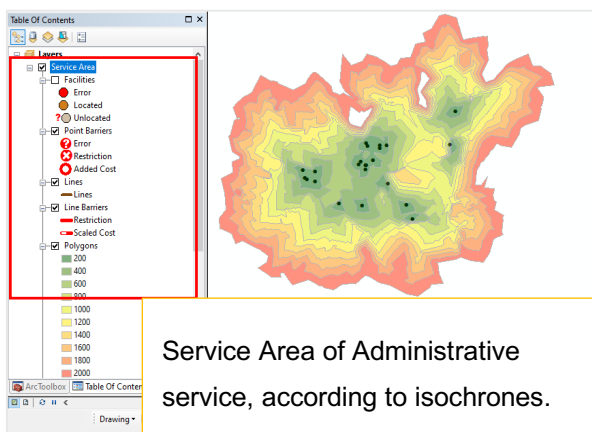 Table Of Contents
Layers
Service Area
Facilities
Error
Located
Unlocated
Point Barriers
Error
Restriction
Added Cost
Lines
Lines
Line Barriers
Restriction
Scaled Cost
Polygons
200
400
600
800
1000
1200
1400
1600
1800
2000
ArcToolbox Table Of Conten
Drawing
Service Area of Administrative
service, according to isochrones.